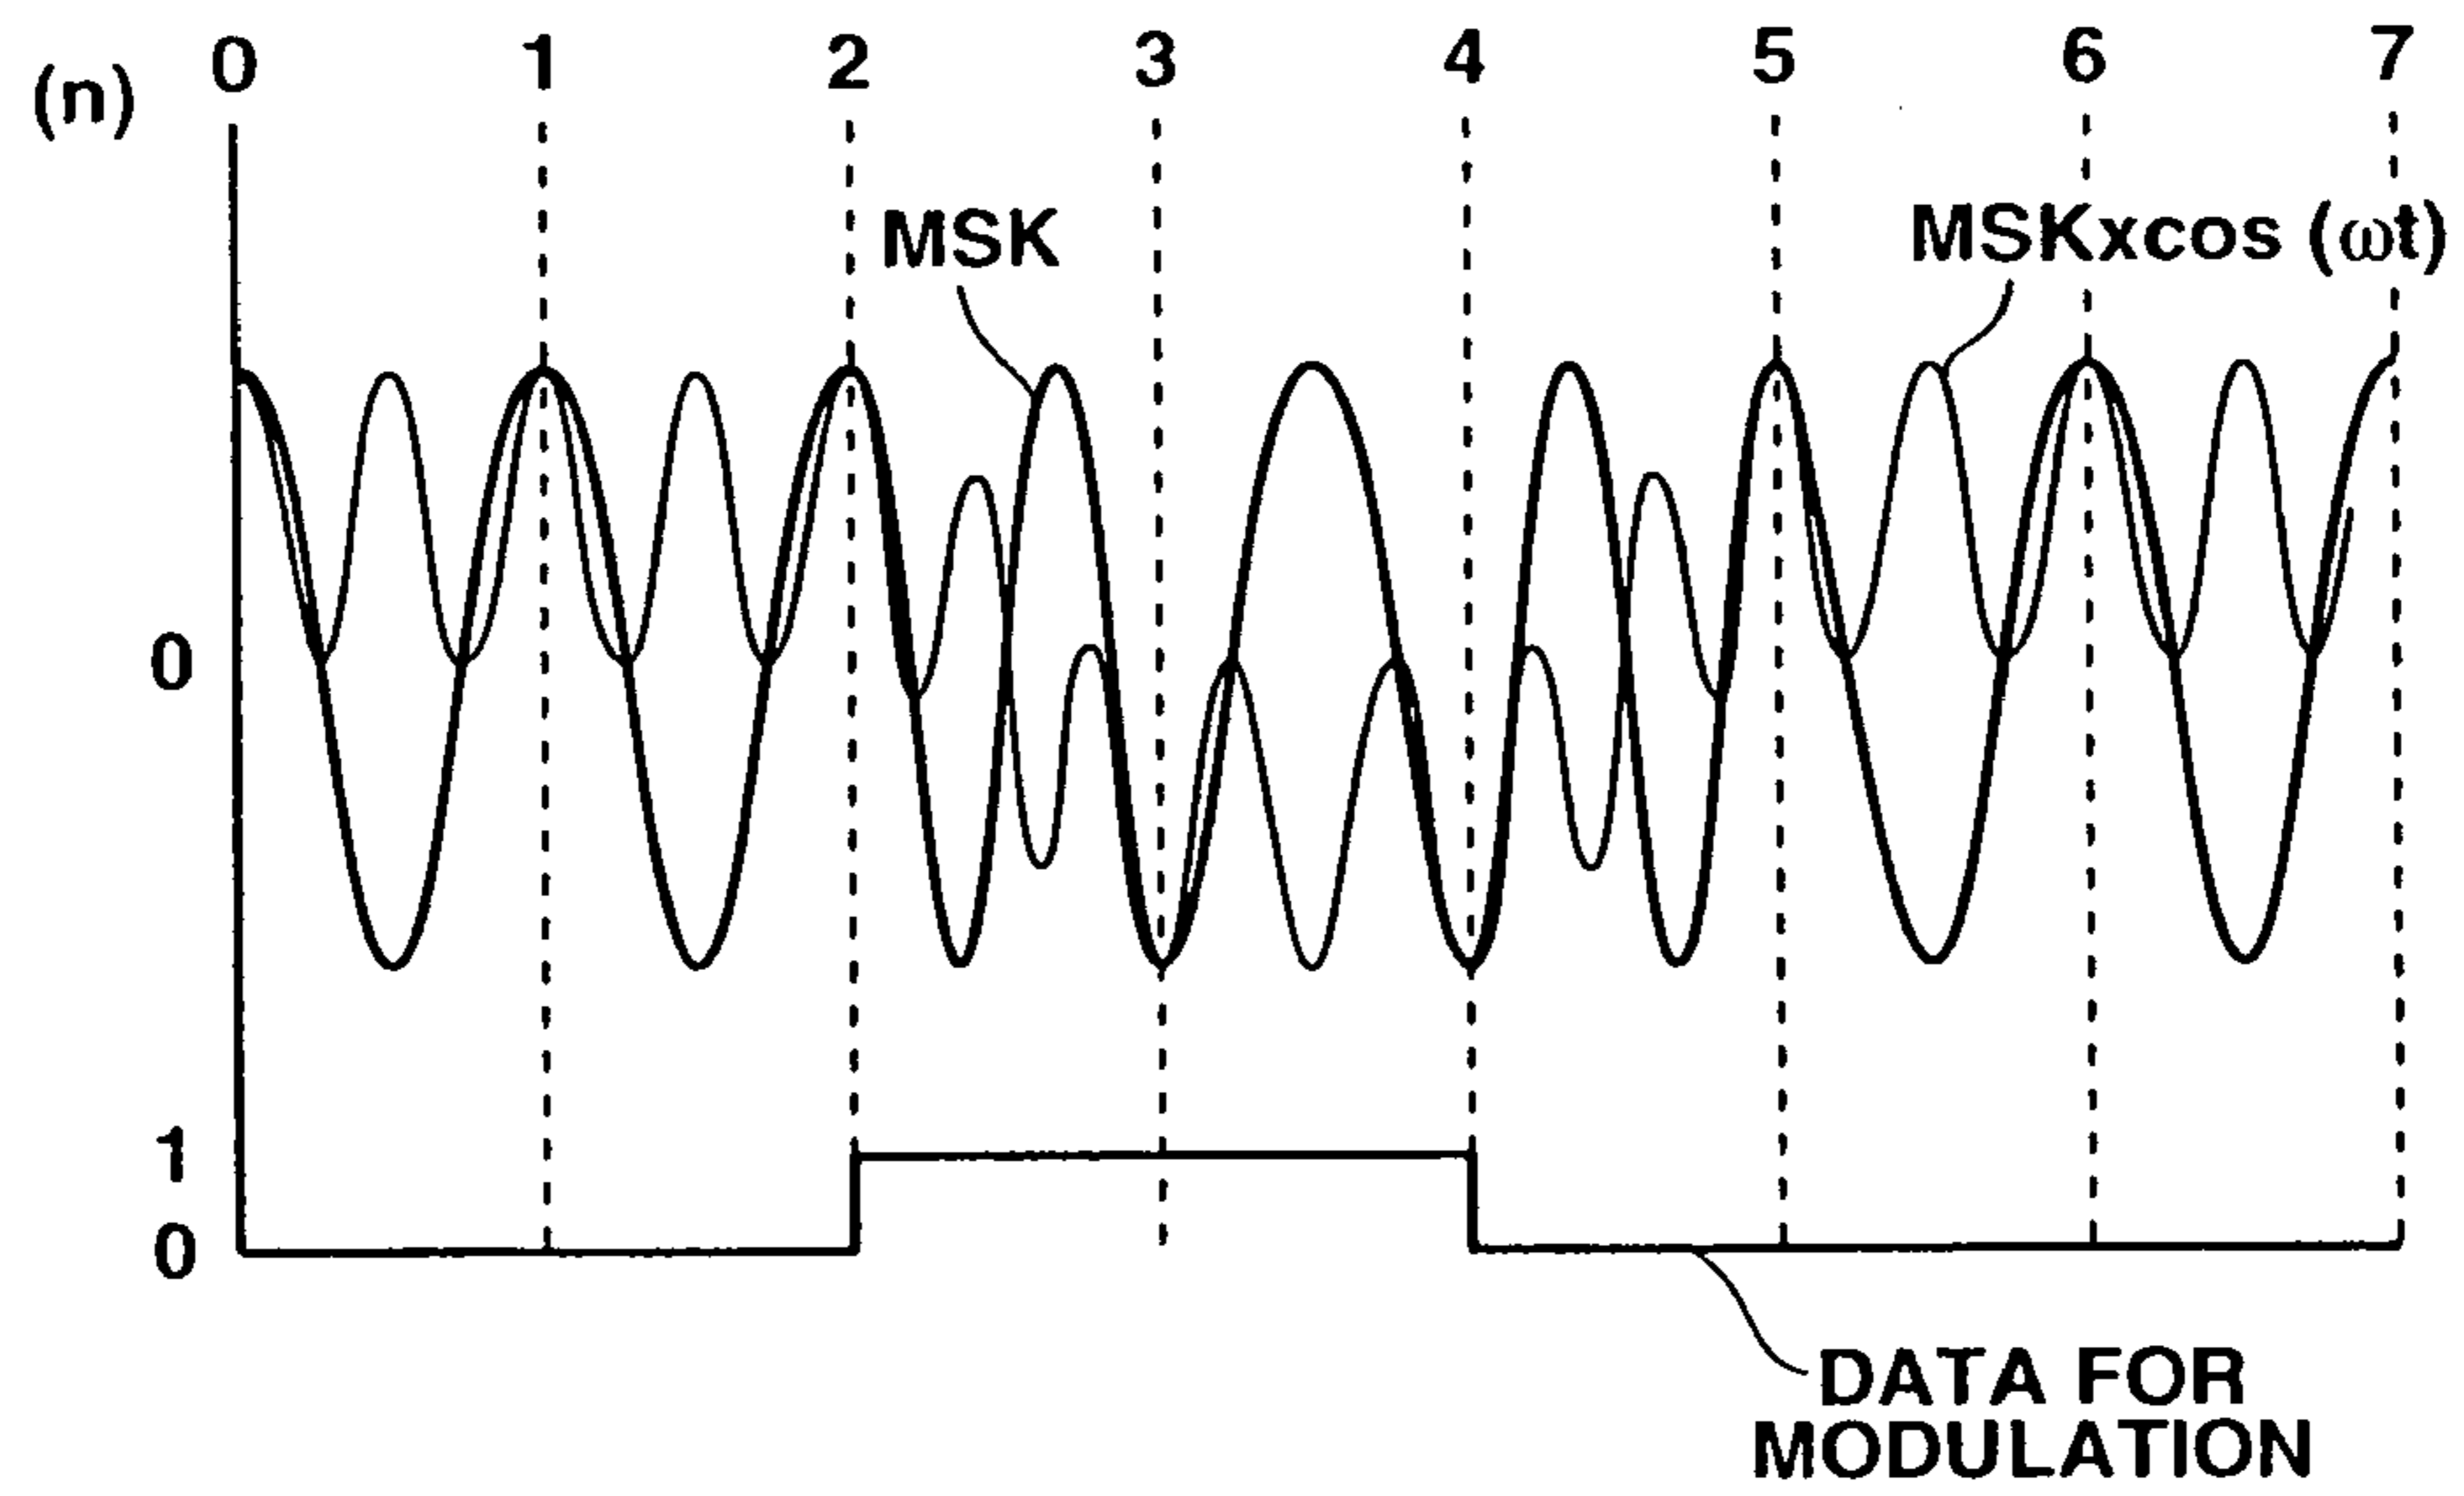 (n) 0 1 2 3 4 5 6 7
MSK
MSKxcos (ωt)
0
1
0
DATA FOR
MODULATION